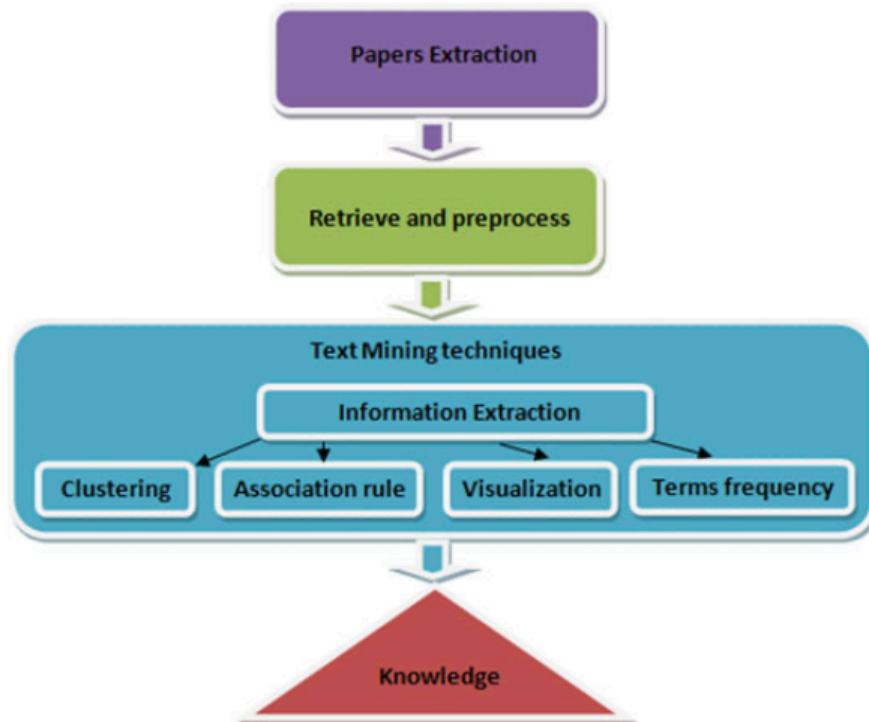 Papers Extraction
Retrieve and preprocess
Text Mining techniques
Information Extraction
Clustering
Association rule
Visualization
Terms frequency
Knowledge